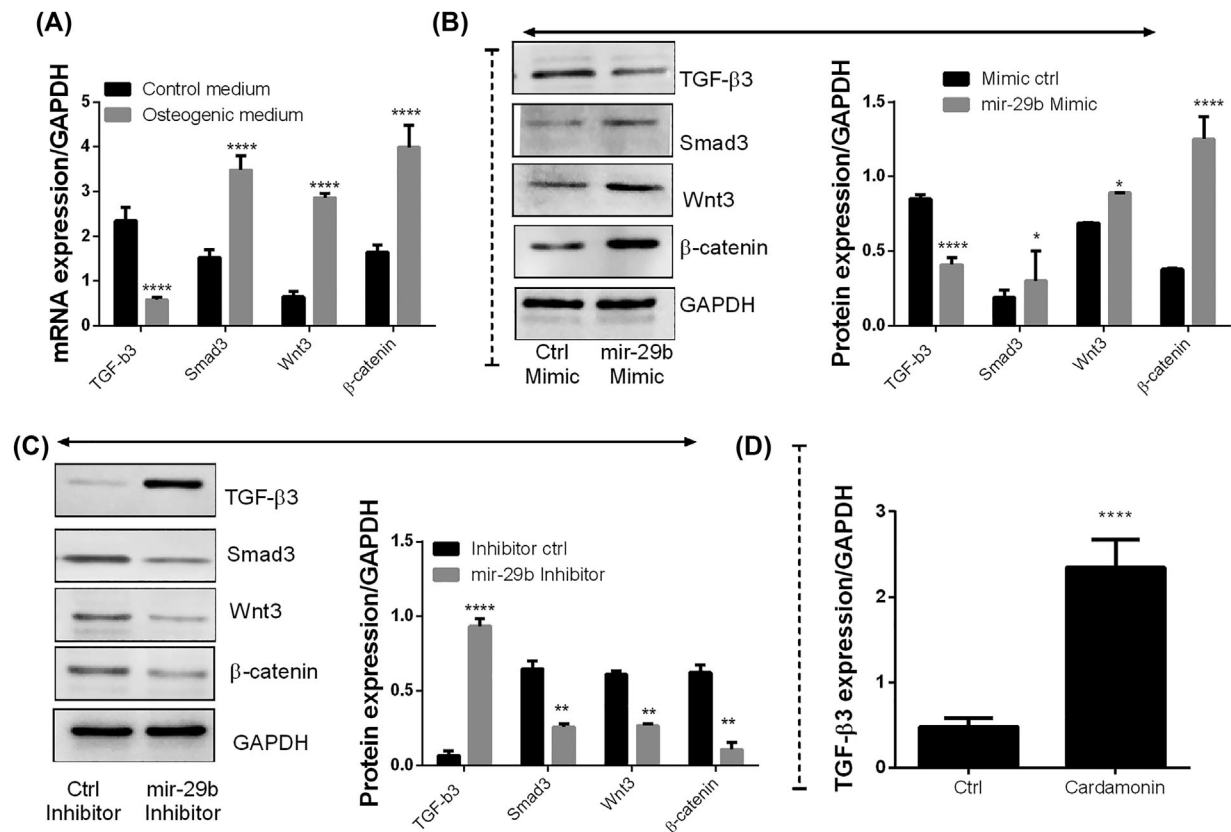 (A)
mRNA expression/GAPDH
Control medium
Osteogenic medium
5
4
3
2
1
0
****
****
****
****
TGF-b3
Smad3
Wnt3
β-catenin
(B)
TGF-β3
Smad3
Wnt3
β-catenin
GAPDH
Ctrl mir-29b
Mimic Mimic
Protein expression/GAPDH
Mimic ctrl
mir-29b Mimic
1.5
1.0
0.5
0.0
****
*
*
****
TGF-b3
Smad3
Wnt3
β-catenin
(C)
TGF-β3
Smad3
Wnt3
β-catenin
GAPDH
Ctrl mir-29b
Inhibitor Inhibitor
Protein expression/GAPDH
Inhibitor ctrl
mir-29b Inhibitor
1.5
1.0
0.5
0.0
****
**
**
**
TGF-b3
Smad3
Wnt3
β-catenin
(D)
TGF-β3 expression/GAPDH
3
2
1
0
****
Ctrl Cardamonin